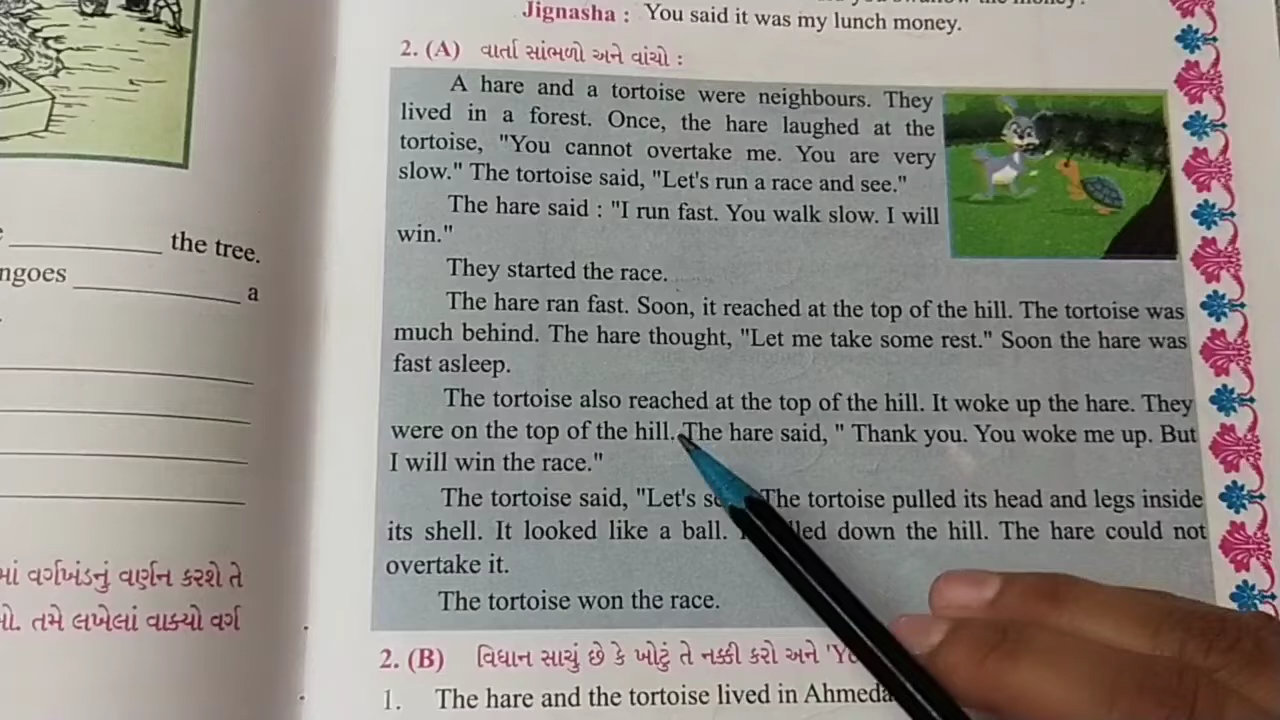 Jignasha : You said it was my lunch money.
2. (A) વાર્તા સાંભળો અને વાંચો :
A hare and a tortoise were neighbours. They
lived in a forest. Once, the hare laughed at the
tortoise, "You cannot overtake me. You are very
slow." The tortoise said, "Let's run a race and see."
The hare said : "I run fast. You walk slow. I will
win."
They started the race.
The hare ran fast. Soon, it reached at the top of the hill. The tortoise was
much behind. The hare thought, "Let me take some rest." Soon the hare was
fast asleep.
The tortoise also reached at the top of the hill. It woke up the hare. They
were on the top of the hill. The hare said, " Thank you. You woke me up. But
I will win the race."
The tortoise said, "Let's The tortoise pulled its head and legs inside
its shell. It looked like a ball. down the hill. The hare could not
overtake it.
The tortoise won the race.
2. (B) વિધાન સાચું છે કે ખોટું તે નક્કી કરો અને
1. The hare and the tortoise lived in
the tree.
a
વર્ગખંડનું વર્ણન કરશે તે
તમે લખેલાં વાક્યો વર્ગ